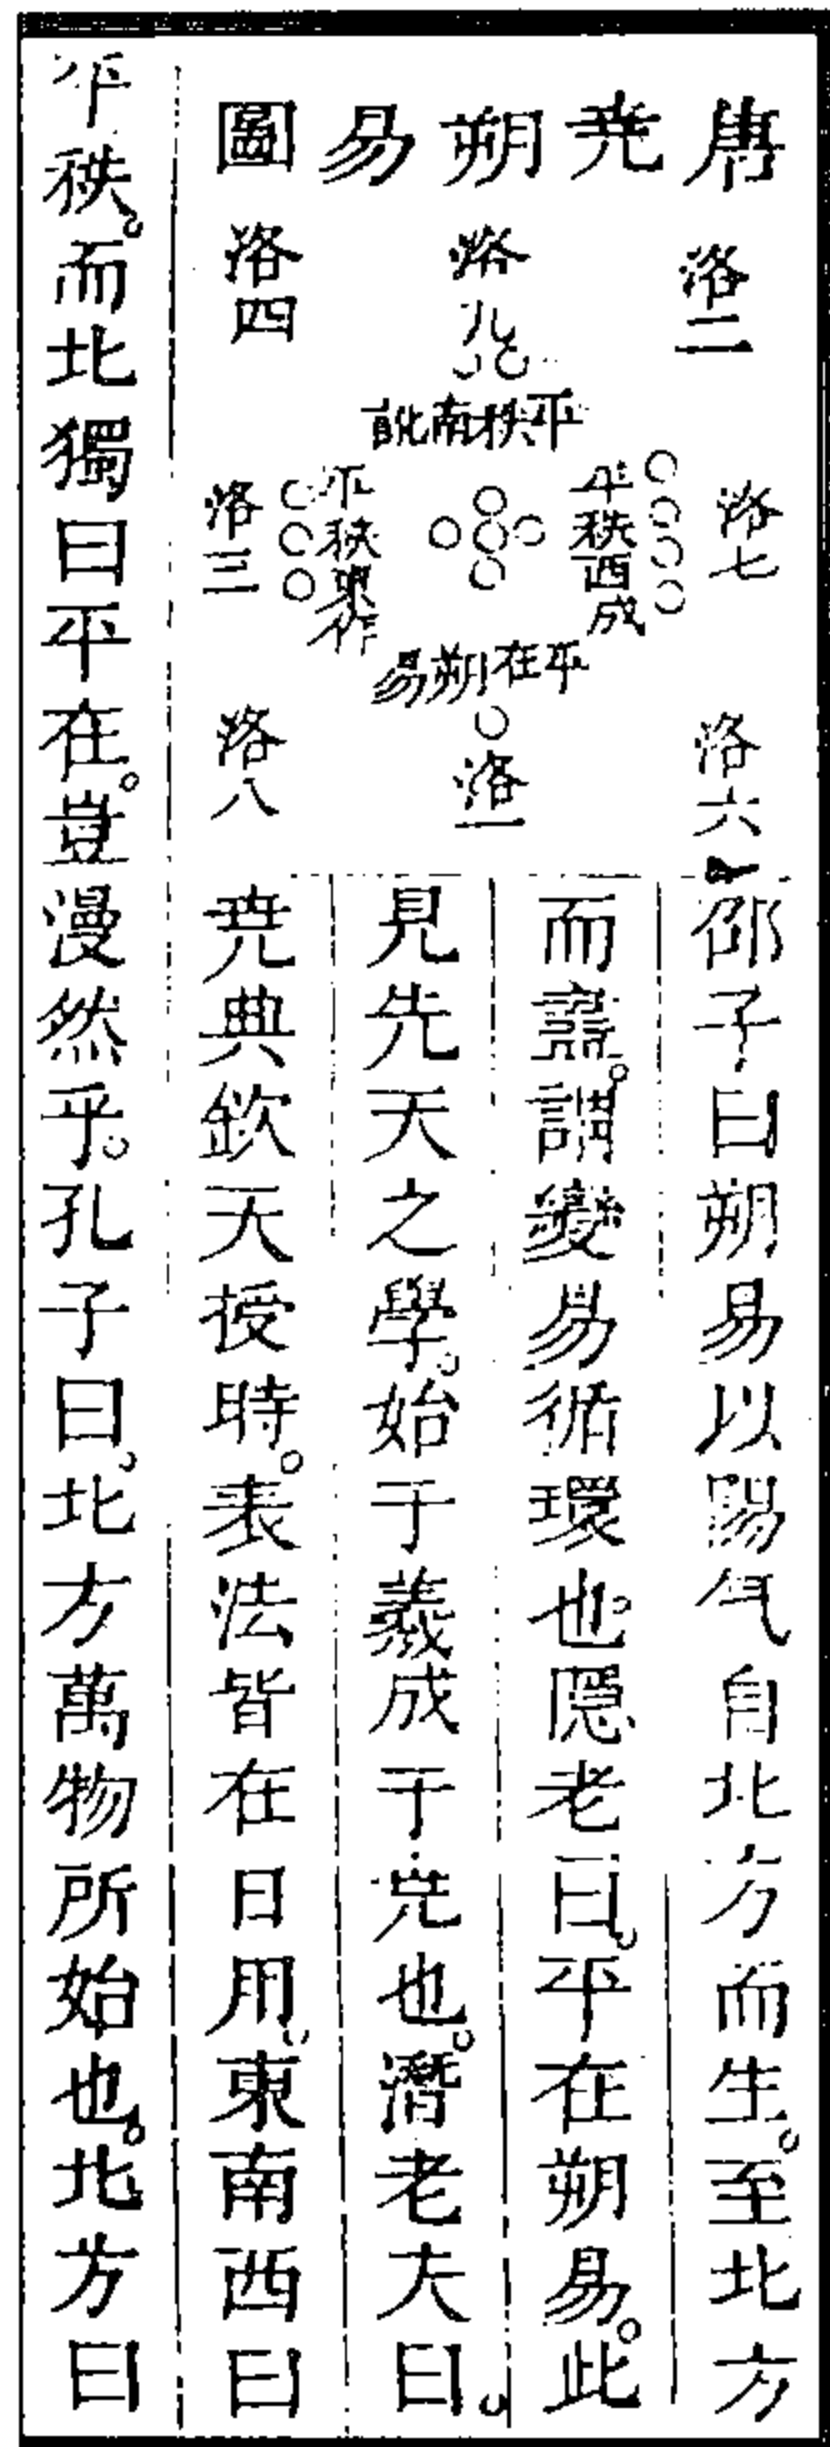 唐堯朔易圖
洛二
洛九
洛四
平秩南訛
洛七
平秩西成
平秩東作
洛三
平在朔易
洛六
洛一
洛八
邵子曰朔易以陽气自北方而生。至北方
而盡。謂變易循環也。隱老曰。平在朔易。此
見先天之學。始于羲成于堯也。潛老夫曰。
堯典欽天授時。表法皆在日用。東南西曰
平秩。而北獨曰平在。豈漫然乎。孔子曰。北方萬物所始也。北方曰